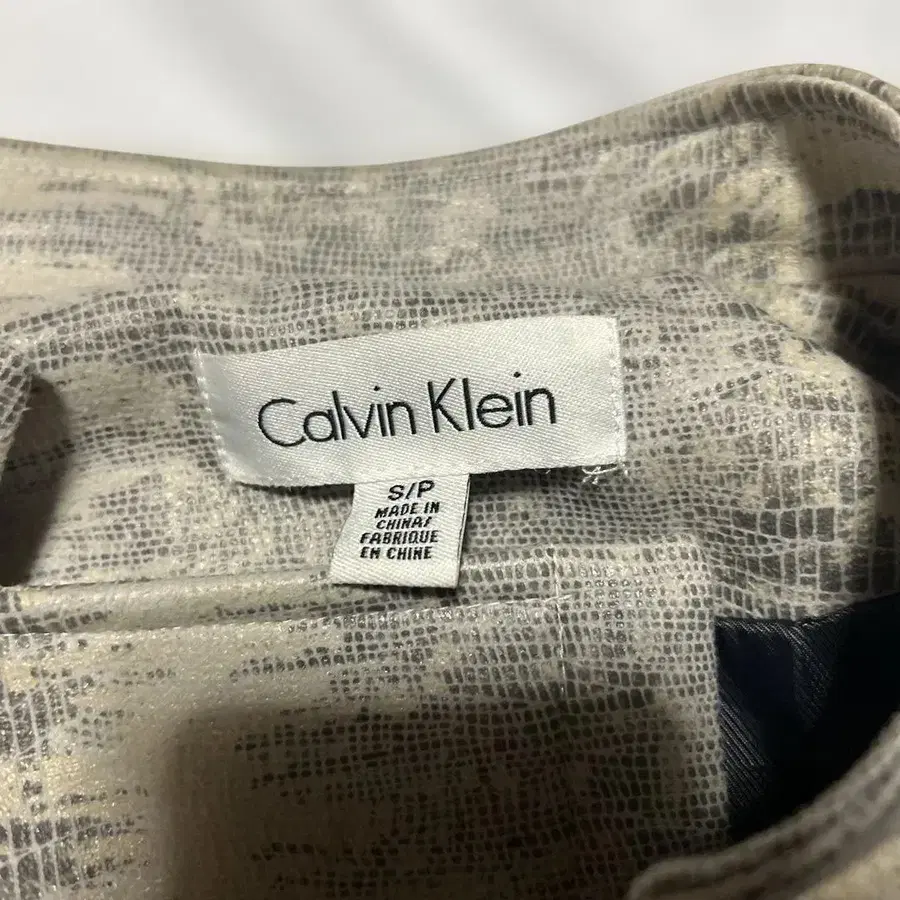 Calvin Klein
S/P
MADE IN
CHINA/
FABRIQUE
EN CHINE